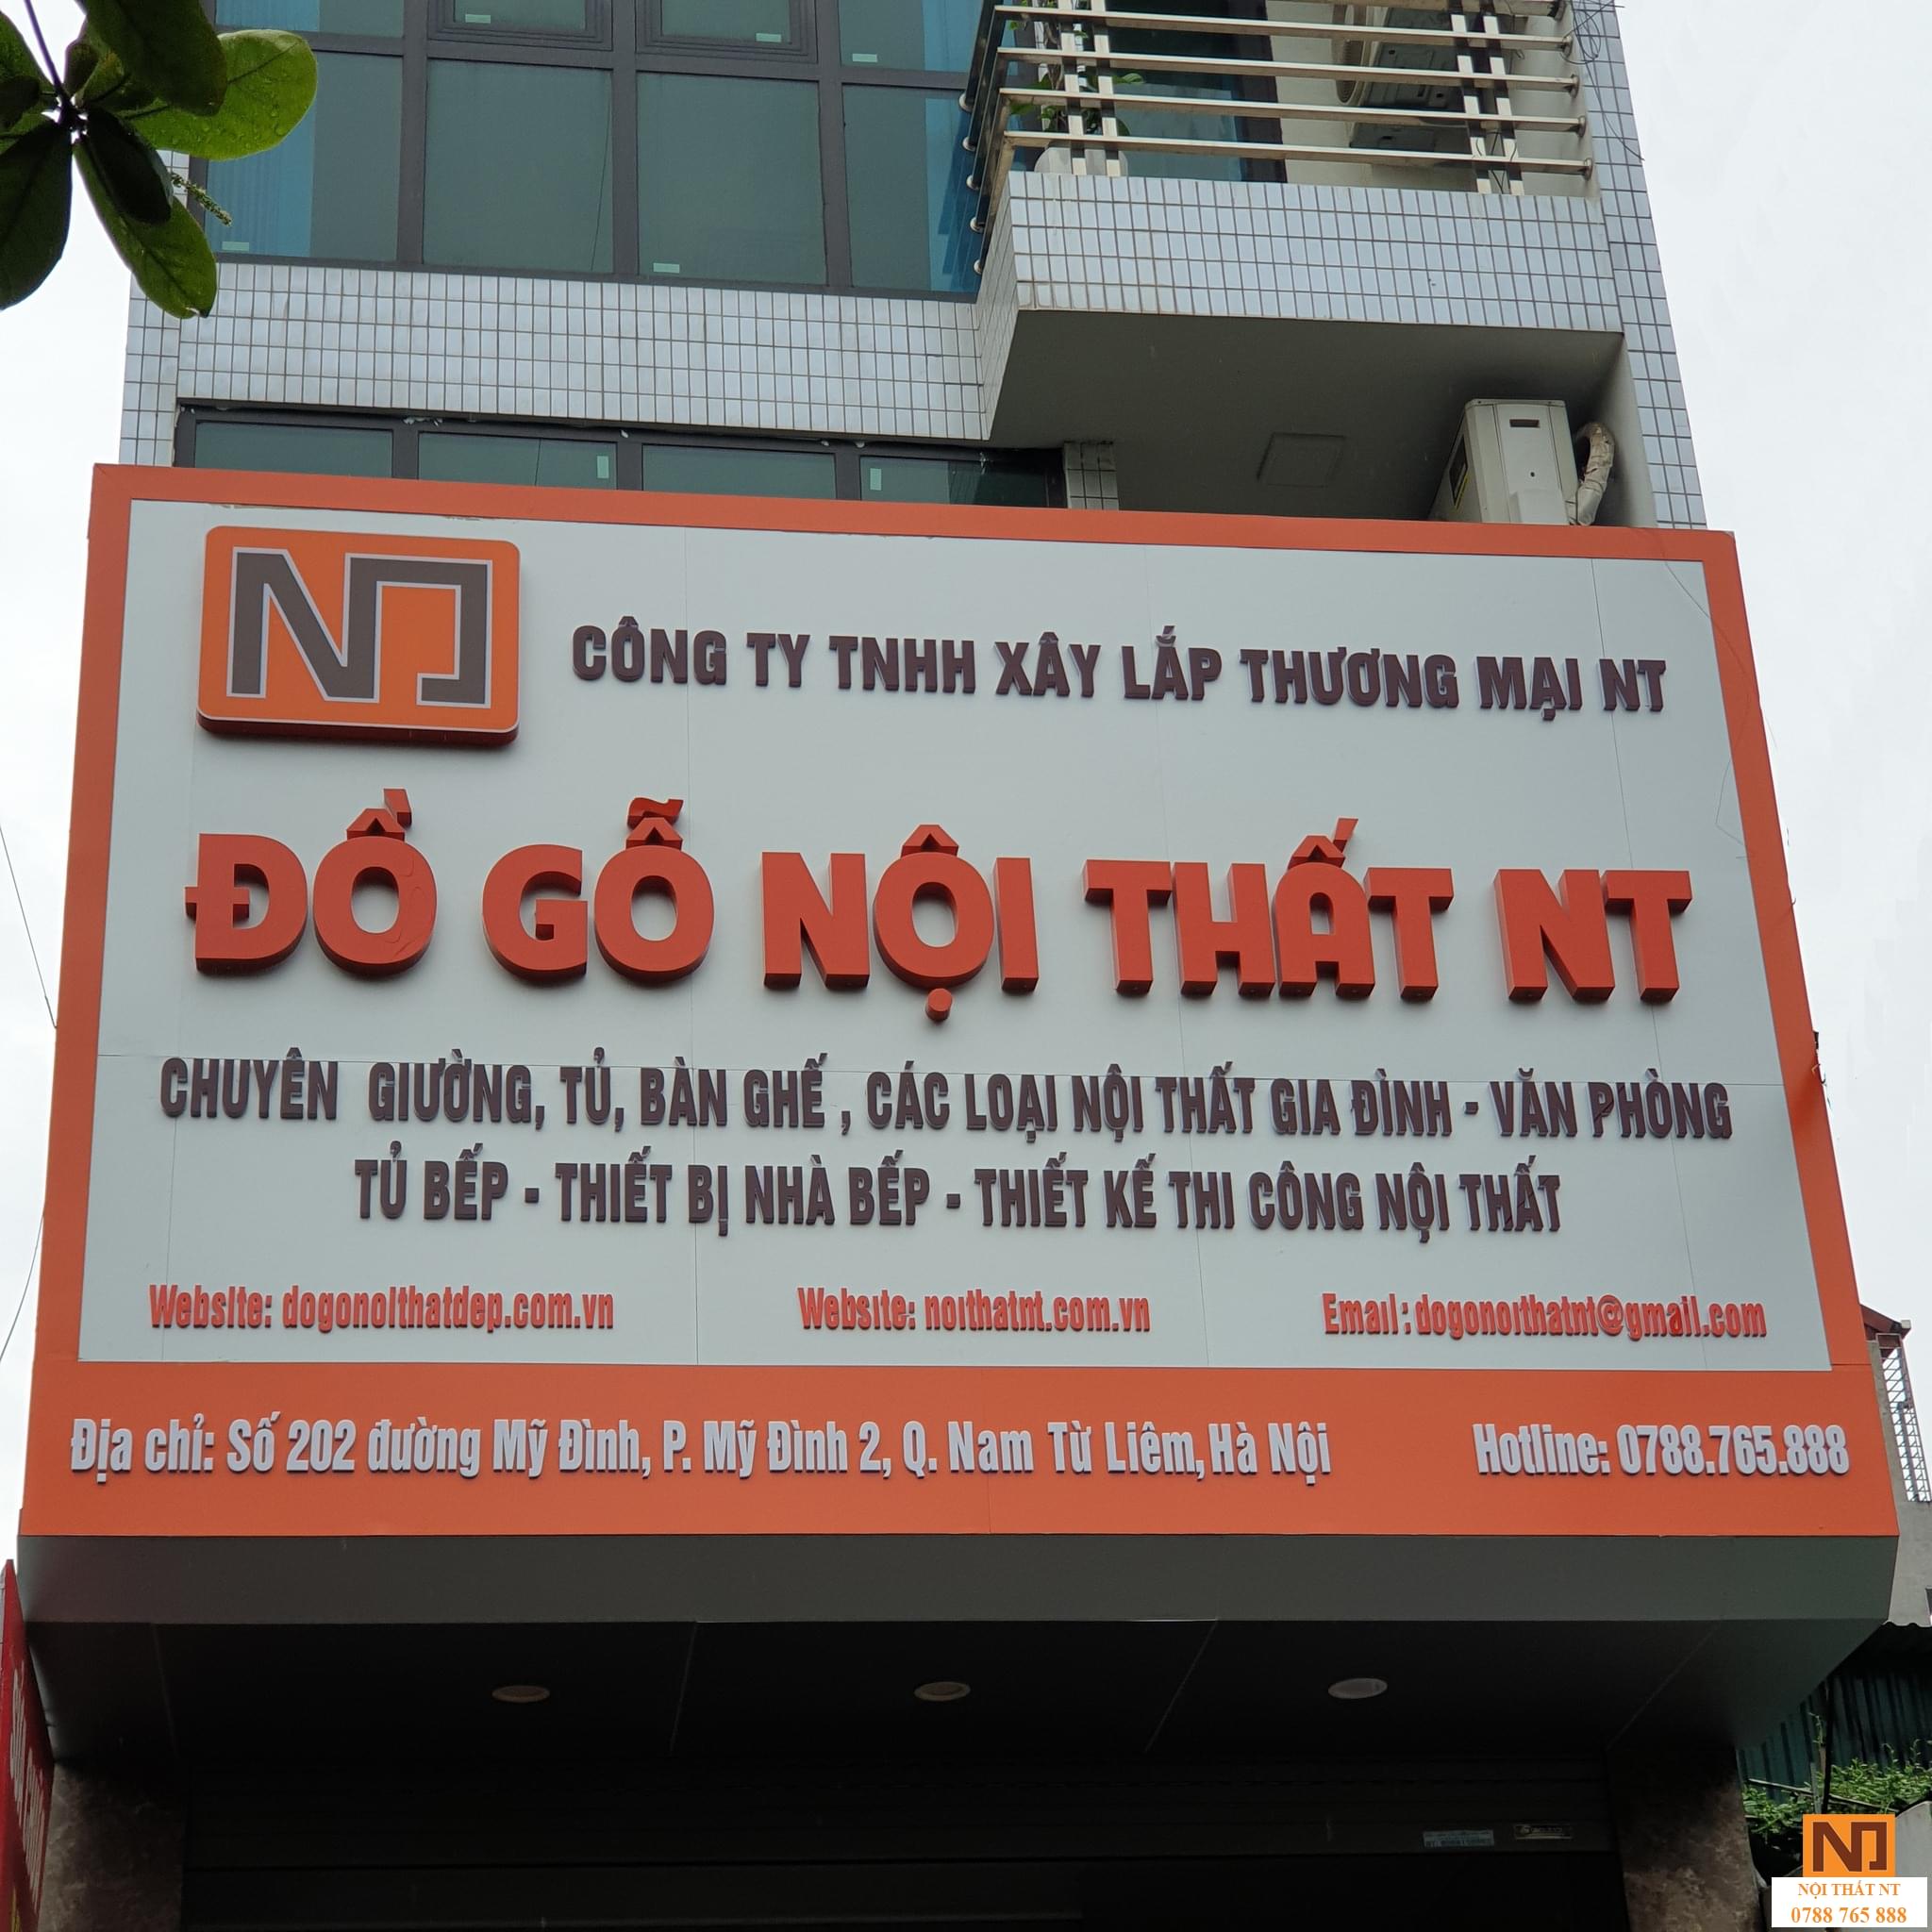 CÔNG TY TNHH XÂY LẮP THƯƠNG MẠI NT
ĐỒ GỖ NỘI THẤT NT
CHUYÊN GIƯỜNG, TỦ, BÀN GHẾ , CÁC LOẠI NỘI THẤT GIA ĐÌNH - VĂN PHÒNG
TỦ BẾP - THIẾT BỊ NHÀ BẾP - THIẾT KẾ THI CÔNG NỘI THẤT
Website: dogonoithatdep.com.vn Website: noithatnt.com.vn Email: dogonoithatnt@gmail.com
Địa chỉ: Số 202 đường Mỹ Đình, P. Mỹ Đình 2, Q. Nam Từ Liêm, Hà Nội Hotline: 0788.765.888
NỘI THẤT NT
0788 765 888